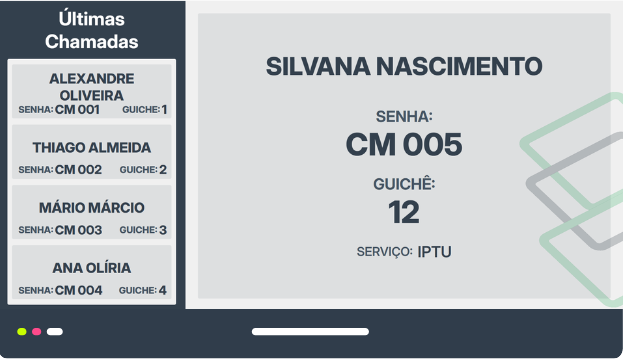 Últimas
Chamadas
ALEXANDRE
OLIVEIRA
SENHA: CM 001 GUICHE: 1
THIAGO ALMEIDA
SENHA: CM 002 GUICHE: 2
MÁRIO MÁRCIO
SENHA: CM 003 GUICHE: 3
ANA OLÍRIA
SENHA: CM 004 GUICHE: 4
SILVANA NASCIMENTO
SENHA:
CM 005
GUICHÊ:
12
SERVIÇO: IPTU